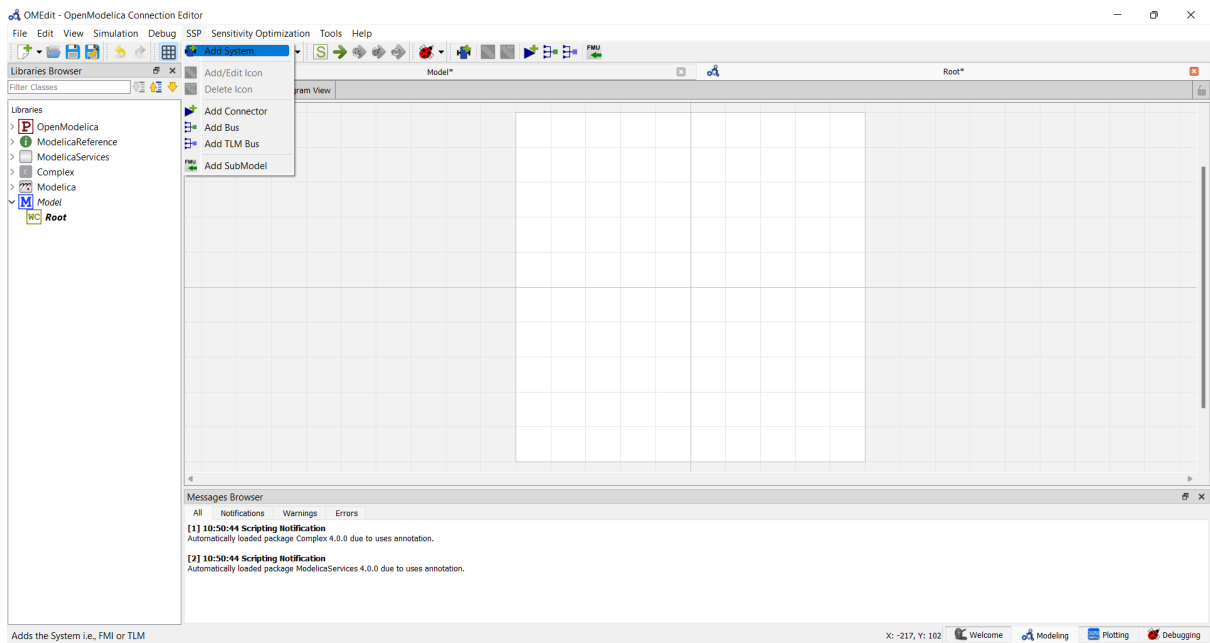 OMEdit - OpenModelica Connection Editor
File Edit View Simulation Debug SSP Sensitivity Optimization Tools Help
S FMU
Libraries Browser
Filter Classes
Libraries
P OpenModelica
i ModelicaReference
ModelicaServices
C Complex
Modelica
M Model
WC Root
Add System
Add/Edit Icon
Delete Icon
Add Connector
Add Bus
Add TLM Bus
FMU Add SubModel
Model* Root*
ram View
Messages Browser
All Notifications Warnings Errors
[1] 10:50:44 Scripting Notification
Automatically loaded package Complex 4.0.0 due to uses annotation.
[2] 10:50:44 Scripting Notification
Automatically loaded package ModelicaServices 4.0.0 due to uses annotation.
Adds the System i.e., FMI or TLM
X: -217, Y: 102 Welcome Modeling Plotting Debugging